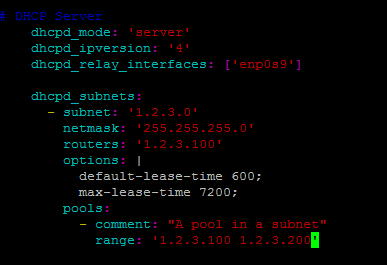 # DHCP Server
dhcpd_mode: 'server'
dhcpd_ipversion: '4'
dhcpd_relay_interfaces: ['enp0s9']
dhcpd_subnets:
- subnet: '1.2.3.0'
netmask: '255.255.255.0'
routers: '1.2.3.100'
options: |
default-lease-time 600;
max-lease-time 7200;
pools:
- comment: "A pool in a subnet"
range: '1.2.3.100 1.2.3.200'